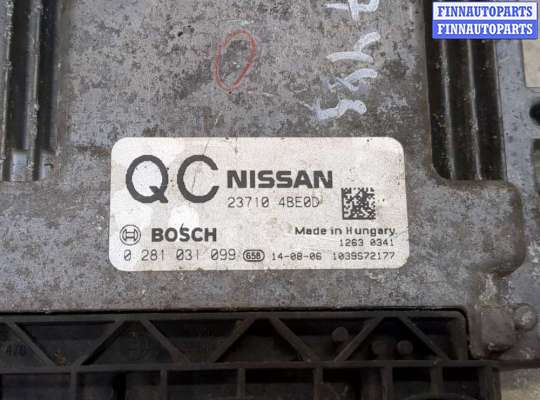 FINNAUTOPARTS
FINNAUTOPARTS
QC NISSAN
23710 4BE0D
BOSCH
Made in Hungary
1263 0341
0 281 031 099 658 14-08-06 1039S72177